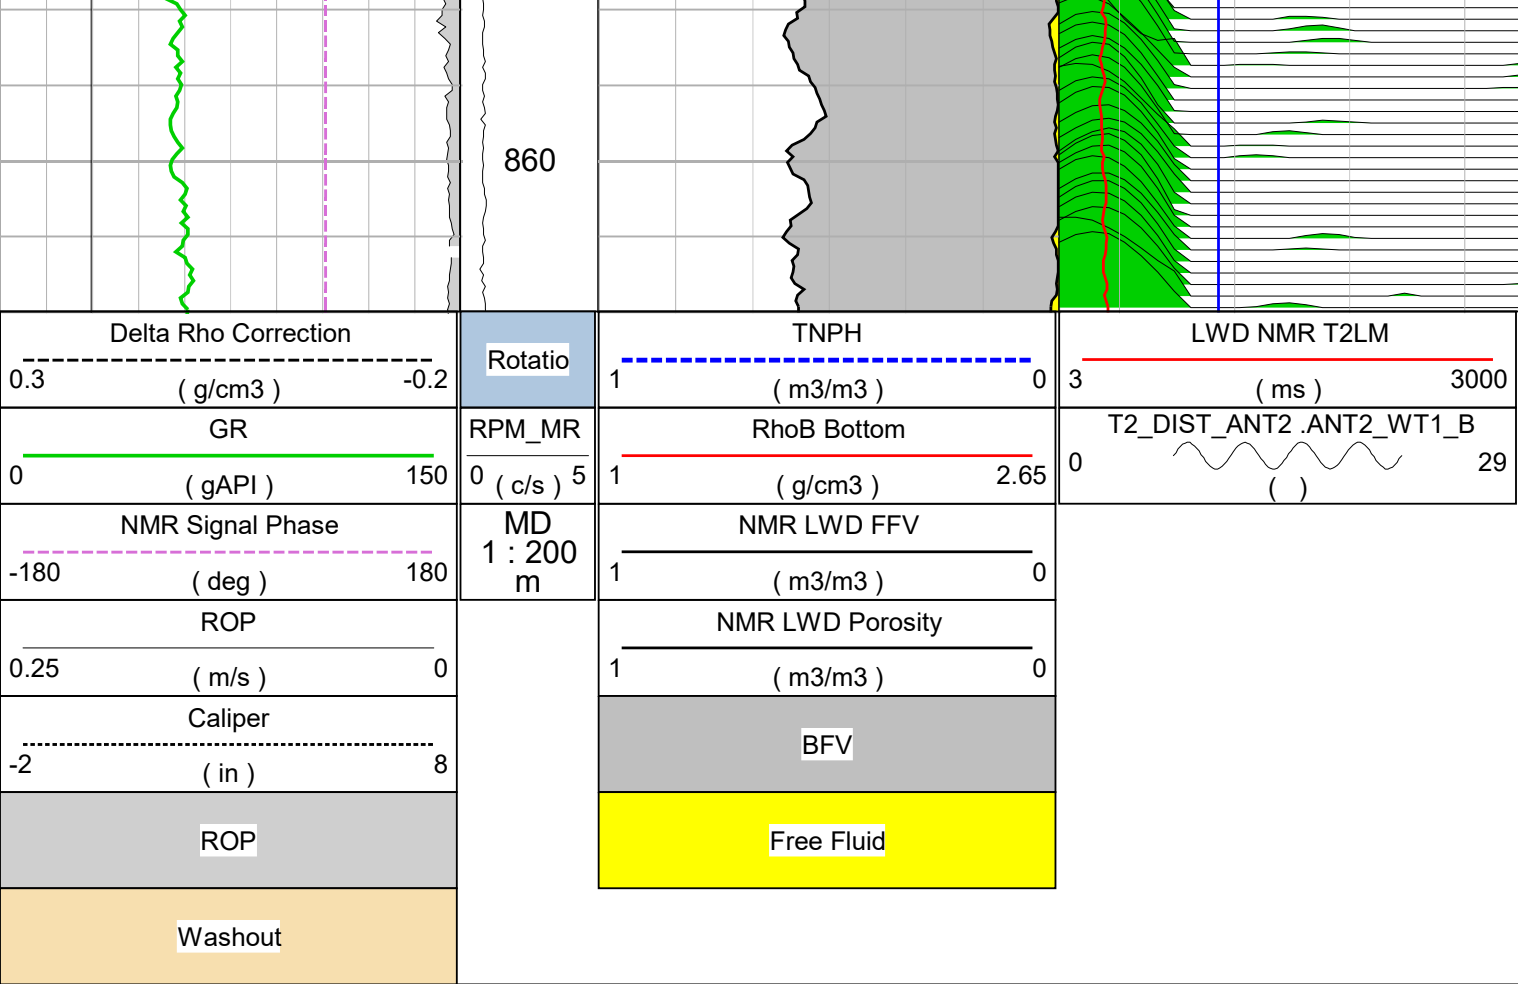 860
Delta Rho Correction
0.3 ( g/cm3 ) -0.2
GR
0 ( gAPI ) 150
NMR Signal Phase
-180 ( deg ) 180
ROP
0.25 ( m/s ) 0
Caliper
-2 ( in ) 8
ROP
Washout
Rotatio
RPM_MR
0 ( c/s ) 5
MD
1 : 200
m
TNPH
1 ( m3/m3 ) 0
RhoB Bottom
1 ( g/cm3 ) 2.65
NMR LWD FFV
1 ( m3/m3 ) 0
NMR LWD Porosity
1 ( m3/m3 ) 0
BFV
Free Fluid
LWD NMR T2LM
3 ( ms ) 3000
T2_DIST_ANT2 .ANT2_WT1_B
0 ( ) 29